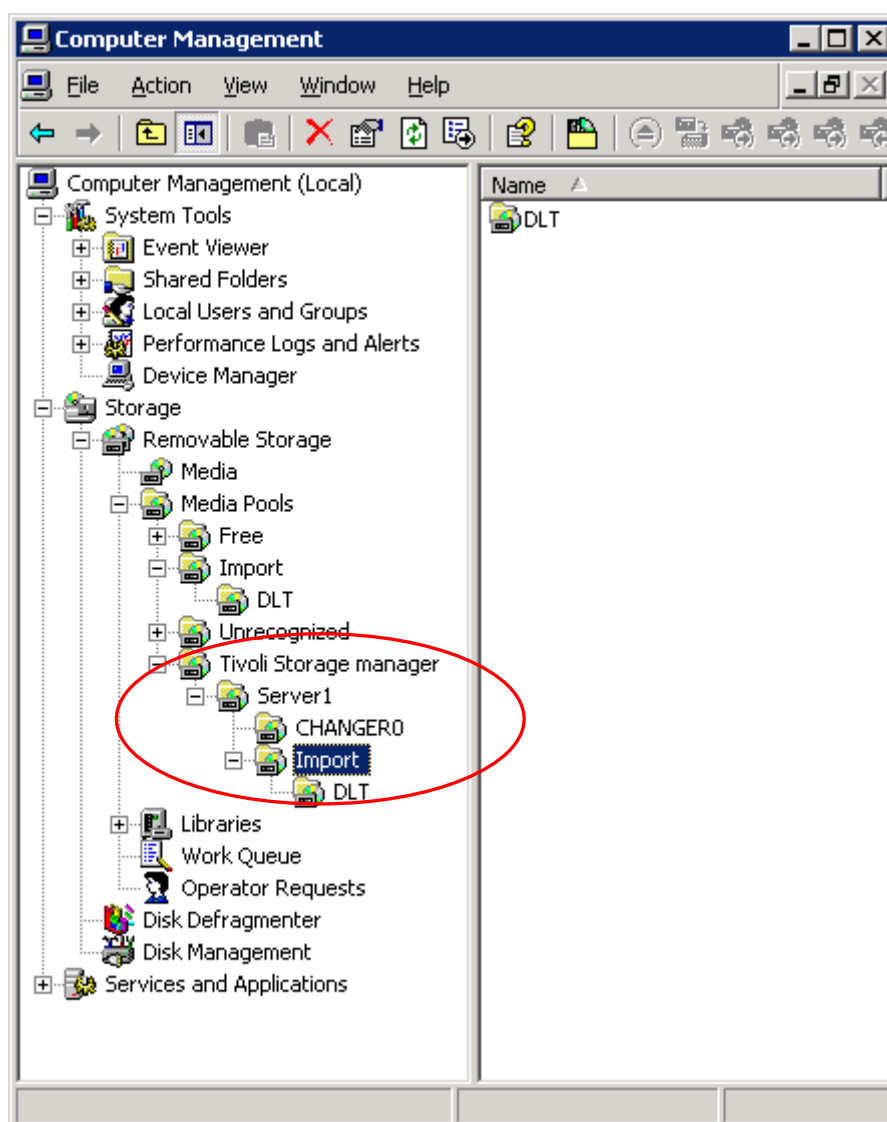 Computer Management
File Action View Window Help
Computer Management (Local)
System Tools
Event Viewer
Shared Folders
Local Users and Groups
Performance Logs and Alerts
Device Manager
Storage
Removable Storage
Media
Media Pools
Free
Import
DLT
Unrecognized
Tivoli Storage manager
Server1
CHANGER0
Import
DLT
Libraries
Work Queue
Operator Requests
Disk Defragmenter
Disk Management
Services and Applications
Name
DLT